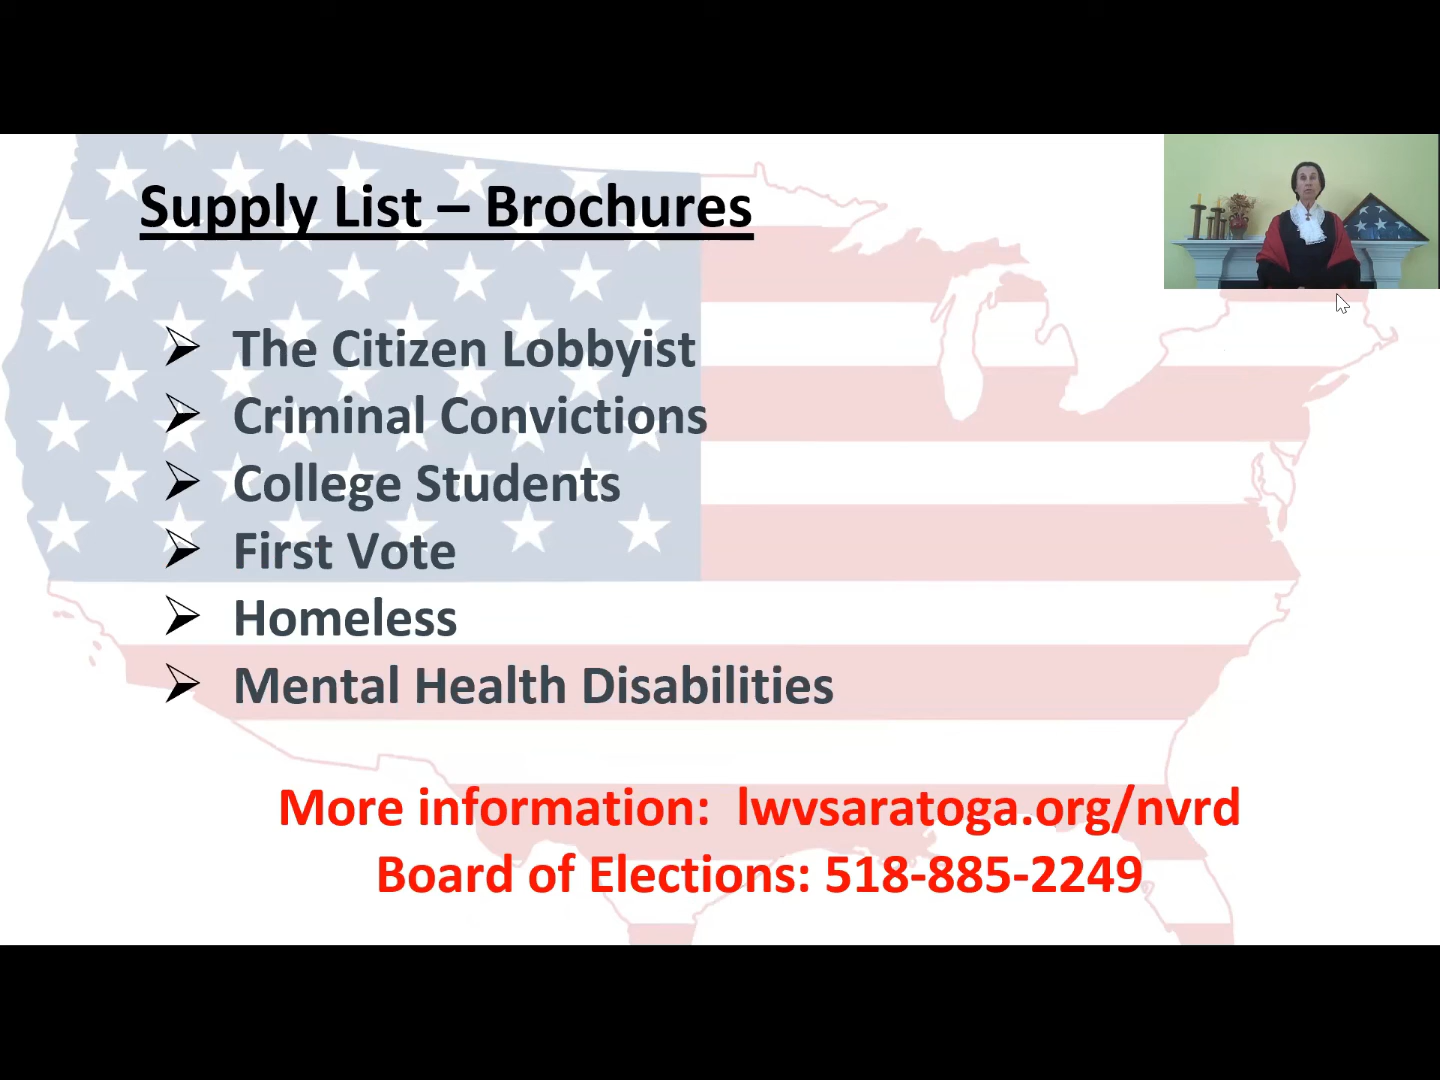 Supply List – Brochures
The Citizen Lobbyist
Criminal Convictions
College Students
First Vote
Homeless
Mental Health Disabilities
More information: lwvsaratoga.org/nvrd
Board of Elections: 518-885-2249